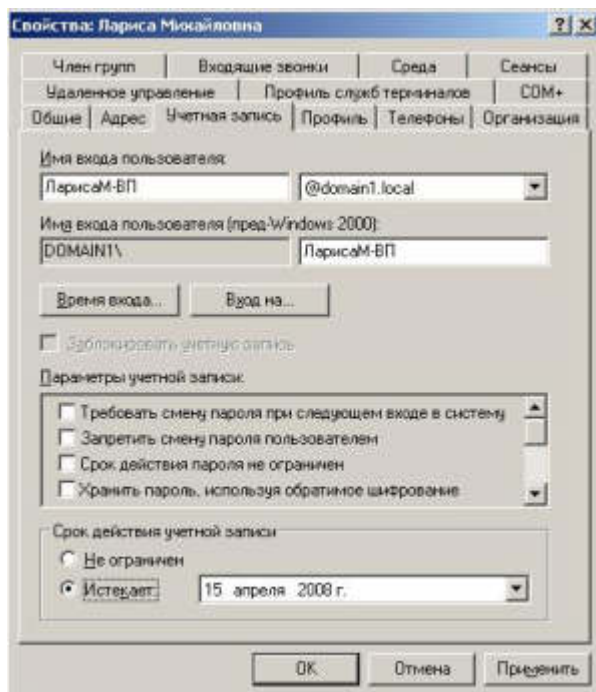 Свойства: Лариса Михайловна
Член групп Входящие звонки Среда Сеансы
Удаленное управление Профиль служб терминалов COM+
Общие Адрес Учетная запись Профиль Телефоны Организация
Имя входа пользователя:
ЛарисаМ-ВП @domain1.local
Имя входа пользователя (пред-Windows 2000):
DOMAIN1\ ЛарисаМ-ВП
Время входа... Вход на...
Заблокировать учетную запись
Параметры учетной записи:
Требовать смену пароля при следующем входе в систему
Запретить смену пароля пользователем
Срок действия пароля не ограничен
Хранить пароль, используя обратимое шифрование
Срок действия учетной записи
Не ограничен
Истекает: 15 апреля 2008 г.
OK Отмена Применить